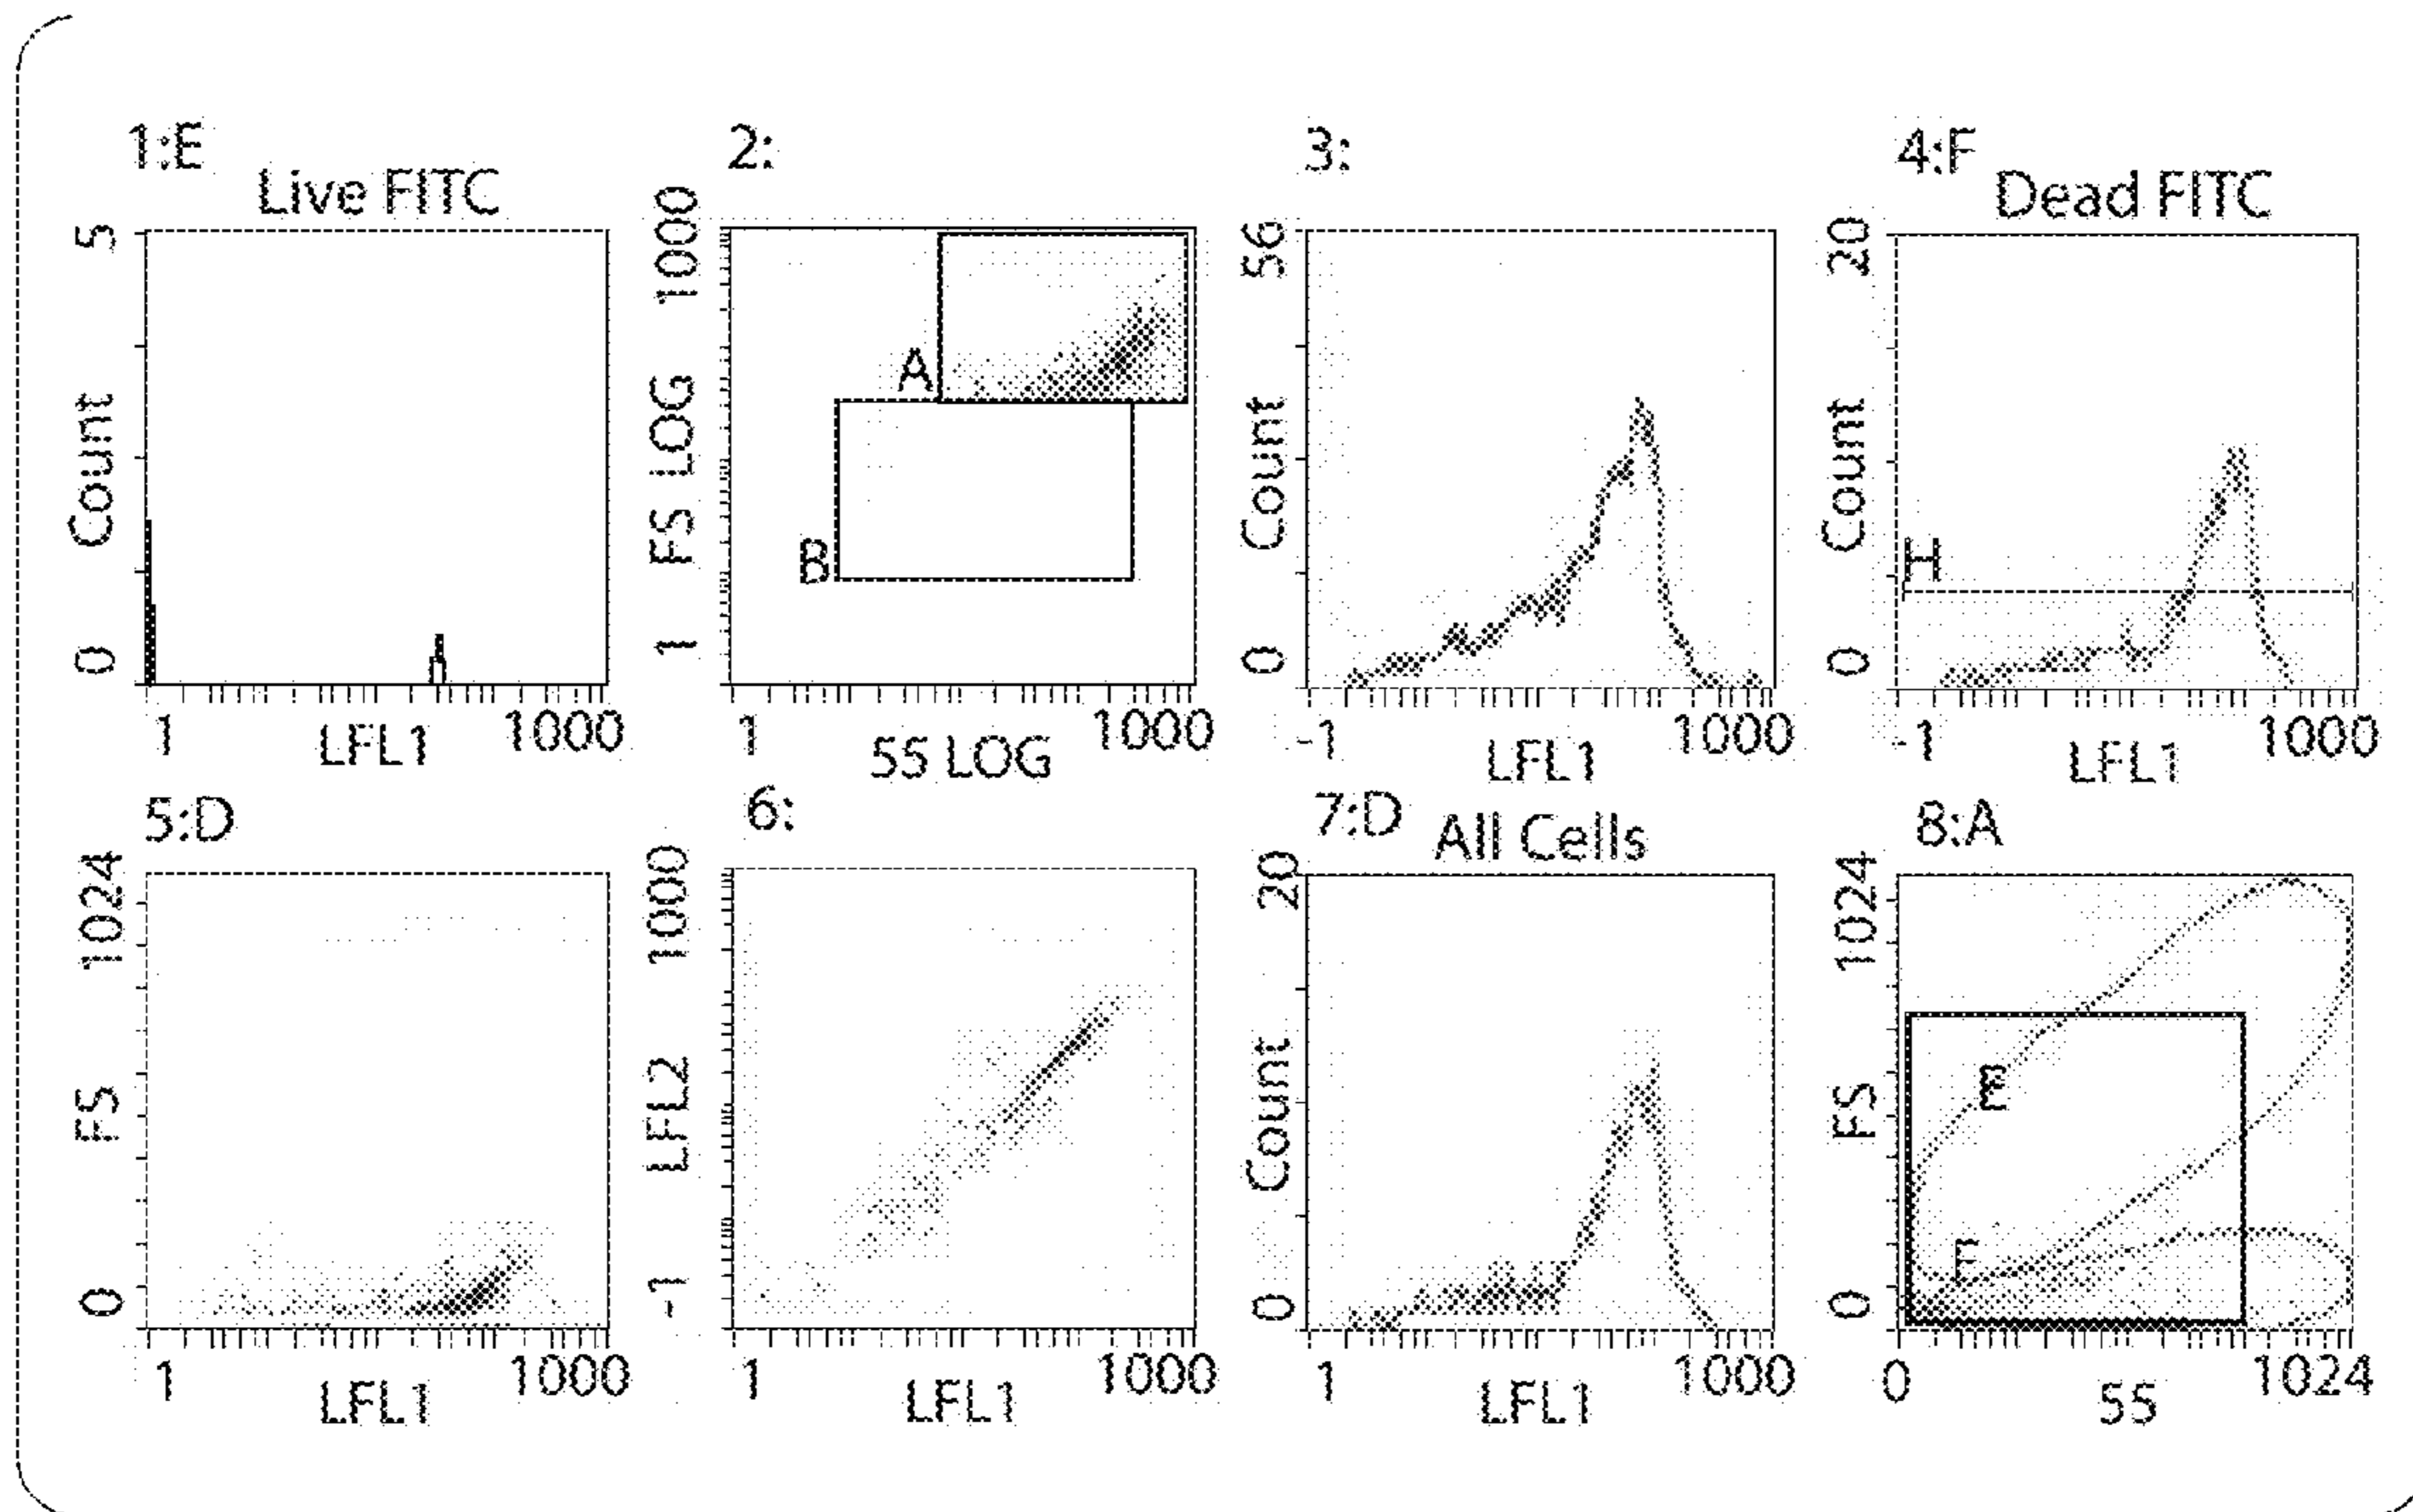 1:E
Live FITC
5
Count
0
1
LFL1
1000
2:
1000
FS LOG
1
A
B
1
55 LOG
1000
3:
56
Count
0
-1
LFL1
1000
4:F
Dead FITC
20
Count
0
H
-1
LFL1
1000
5:D
1024
FS
0
1
LFL1
1000
6:
1000
LFL2
-1
1
LFL1
1000
7:D
All Cells
20
Count
0
1
LFL1
1000
8:A
1024
FS
0
E
F
0
55
1024